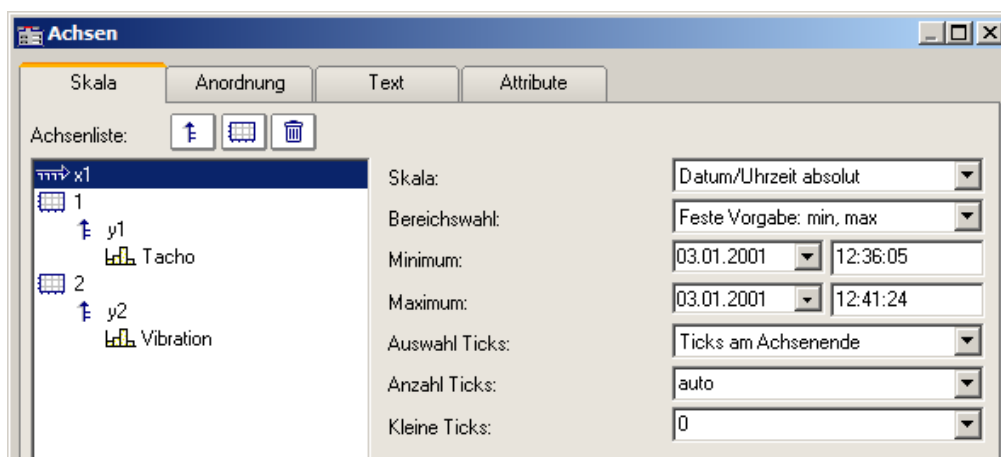 Achsen
Skala Anordnung Text Attribute
Achsenliste:
x1
1
y1
Tacho
2
y2
Vibration
Skala: Datum/Uhrzeit absolut
Bereichswahl: Feste Vorgabe: min, max
Minimum: 03.01.2001 12:36:05
Maximum: 03.01.2001 12:41:24
Auswahl Ticks: Ticks am Achsenende
Anzahl Ticks: auto
Kleine Ticks: 0